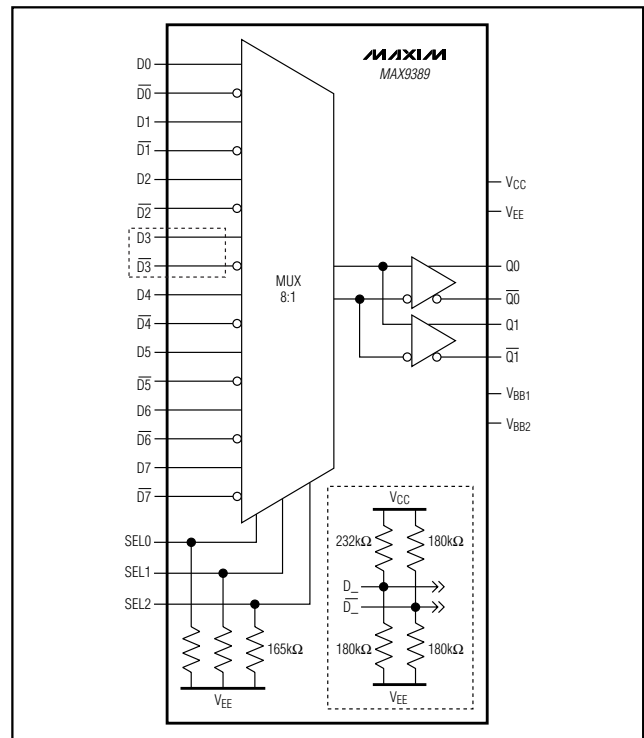 MAXIM
MAX9389
D0
D̅0̅
D1
D̅1̅
D2
D̅2̅
D3
D̅3̅
D4
D̅4̅
D5
D̅5̅
D6
D̅6̅
D7
D̅7̅
SEL0
SEL1
SEL2
MUX
8:1
VCC
VEE
Q0
Q̅0̅
Q1
Q̅1̅
VBB1
VBB2
165kΩ
VEE
VCC
232kΩ 180kΩ
D_
D̅_̅
180kΩ 180kΩ
VEE